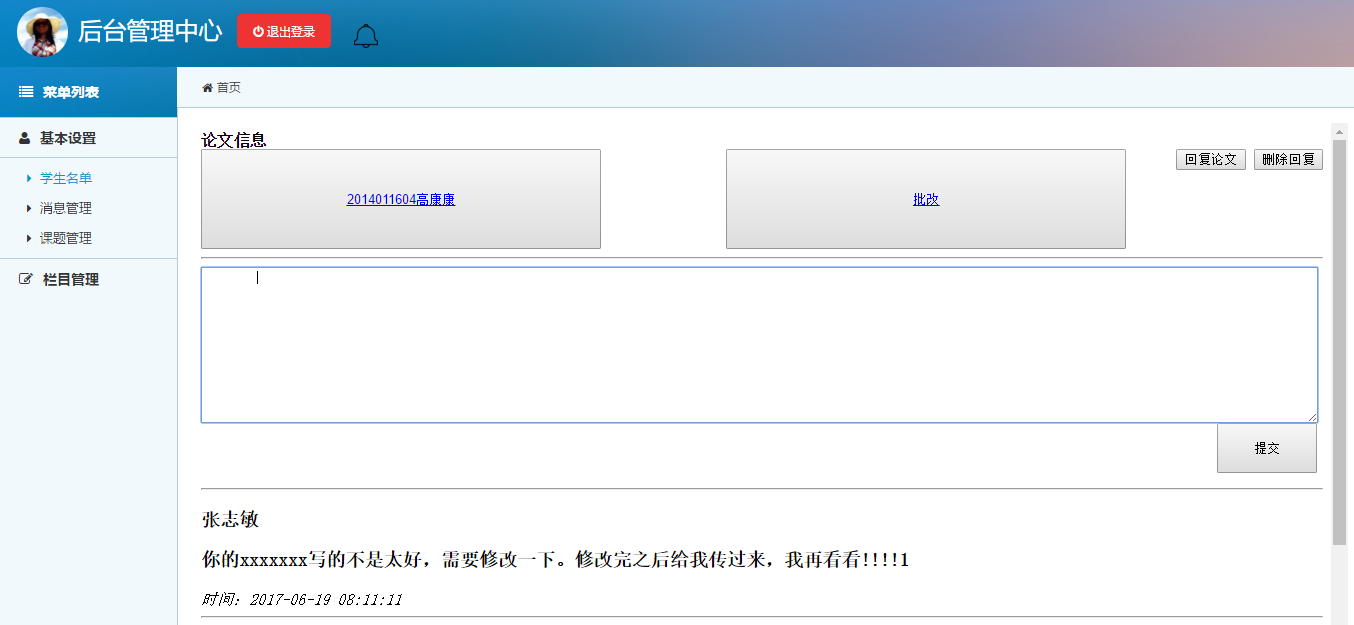 后台管理中心
退出登录
菜单列表
首页
基本设置
学生名单
消息管理
课题管理
栏目管理
论文信息
2014011604高康康
批改
回复论文
删除回复
提交
张志敏
你的xxxxxxx写的不是太好，需要修改一下。修改完之后给我传过来，我再看看!!!!1
时间：2017-06-19 08:11:11